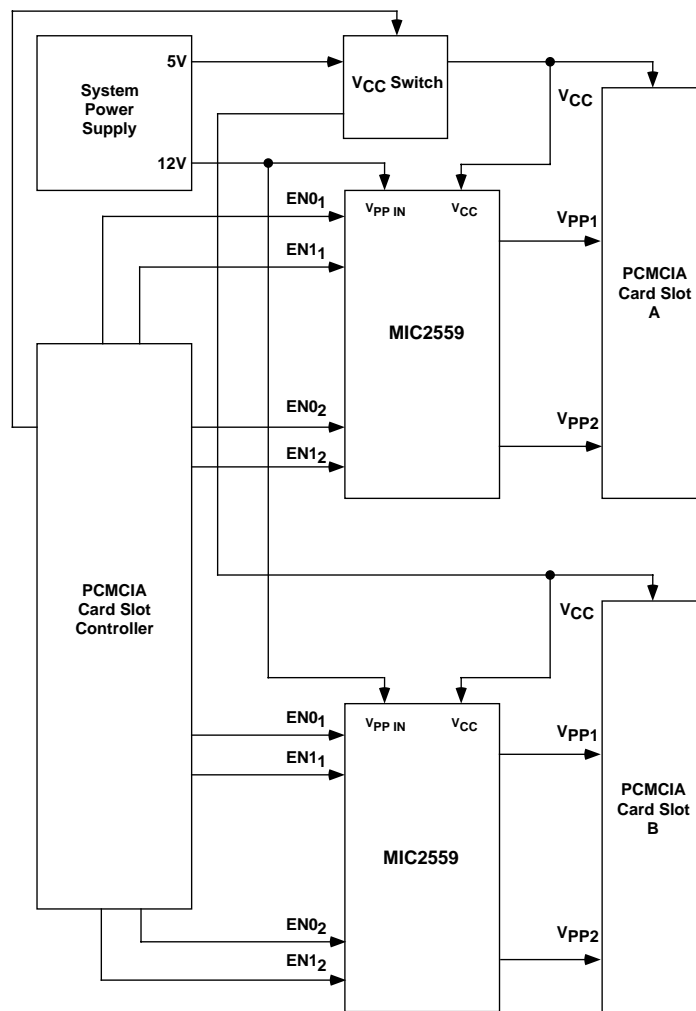 5V
System
Power
Supply
12V
VCC Switch
VCC
EN01
EN11
VPP IN
VCC
VPP1
PCMCIA
Card Slot
A
MIC2559
EN02
EN12
VPP2
PCMCIA
Card Slot
Controller
VCC
EN01
EN11
VPP IN
VCC
VPP1
PCMCIA
Card Slot
B
MIC2559
EN02
EN12
VPP2